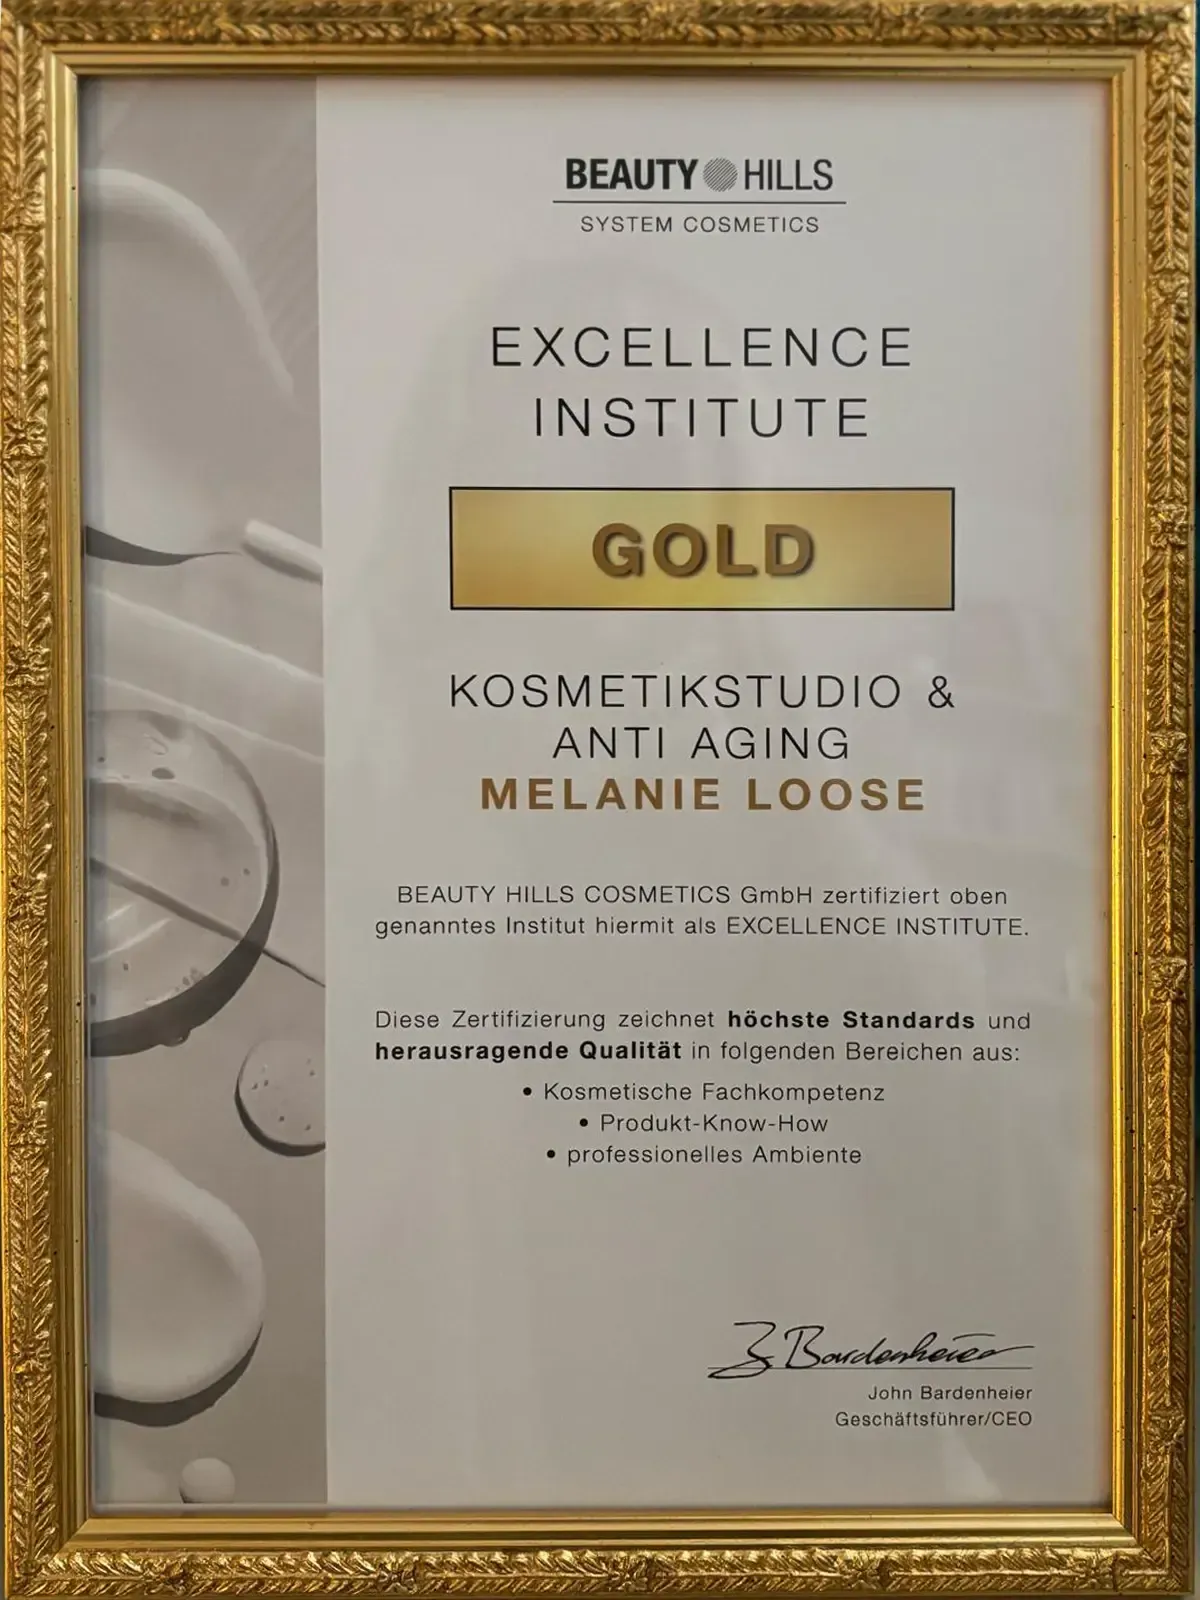 BEAUTY HILLS
SYSTEM COSMETICS
EXCELLENCE
INSTITUTE
GOLD
KOSMETIKSTUDIO &
ANTI AGING
MELANIE LOOSE
BEAUTY HILLS COSMETICS GmbH zertifiziert oben
genanntes Institut hiermit als EXCELLENCE INSTITUTE.
Diese Zertifizierung zeichnet höchste Standards und
herausragende Qualität in folgenden Bereichen aus:
• Kosmetische Fachkompetenz
• Produkt-Know-How
• professionelles Ambiente
J. Bardenheier
John Bardenheier
Geschäftsführer/CEO